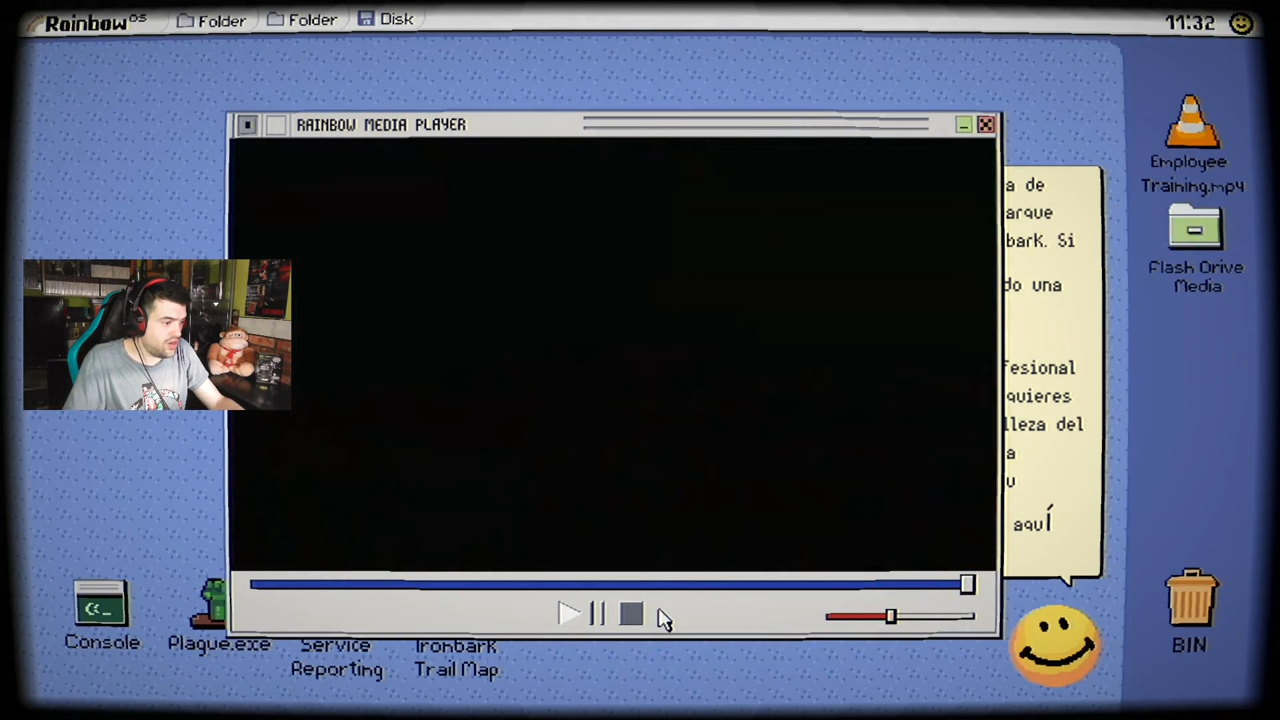 Rainbow OS
Folder
Folder
Disk
11:32
RAINBOW MEDIA PLAYER
Employee
Training.mp4
Flash Drive
Media
a de
arque
bark. Si
do una
fesional
quieres
lleza del
a
u
aquÍ
Console
Plague.exe
Service
Reporting
Ironbark
Trail Map
BIN